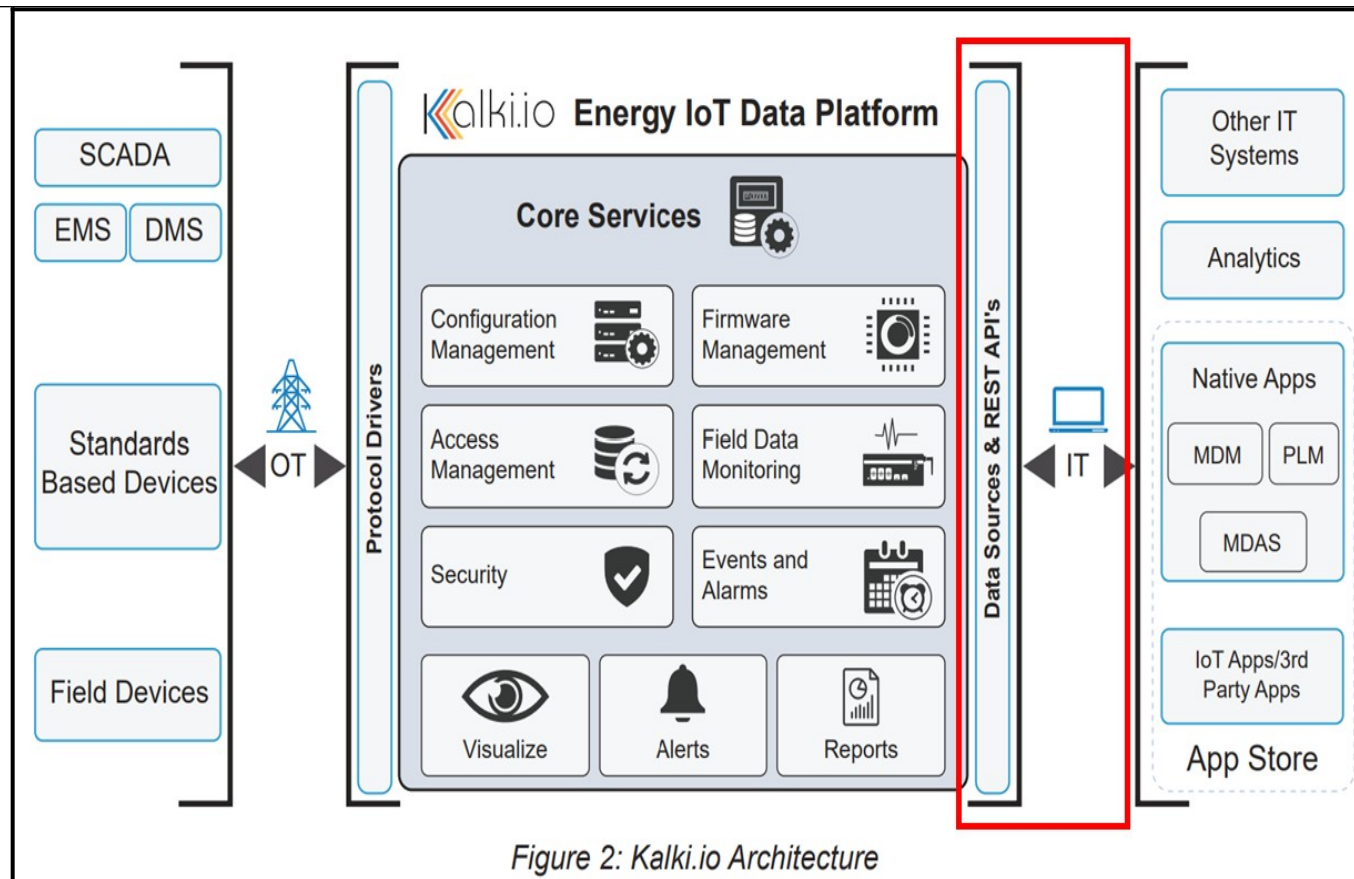 SCADA
EMS
DMS
Standards
Based Devices
Field Devices
OT
Protocol Drivers
Kalki.io Energy IoT Data Platform
Core Services
Configuration
Management
Firmware
Management
Access
Management
Field Data
Monitoring
Security
Events and
Alarms
Visualize
Alerts
Reports
Data Sources & REST API's
IT
Other IT
Systems
Analytics
Native Apps
MDM
PLM
MDAS
IoT Apps/3rd
Party Apps
App Store
Figure 2: Kalki.io Architecture